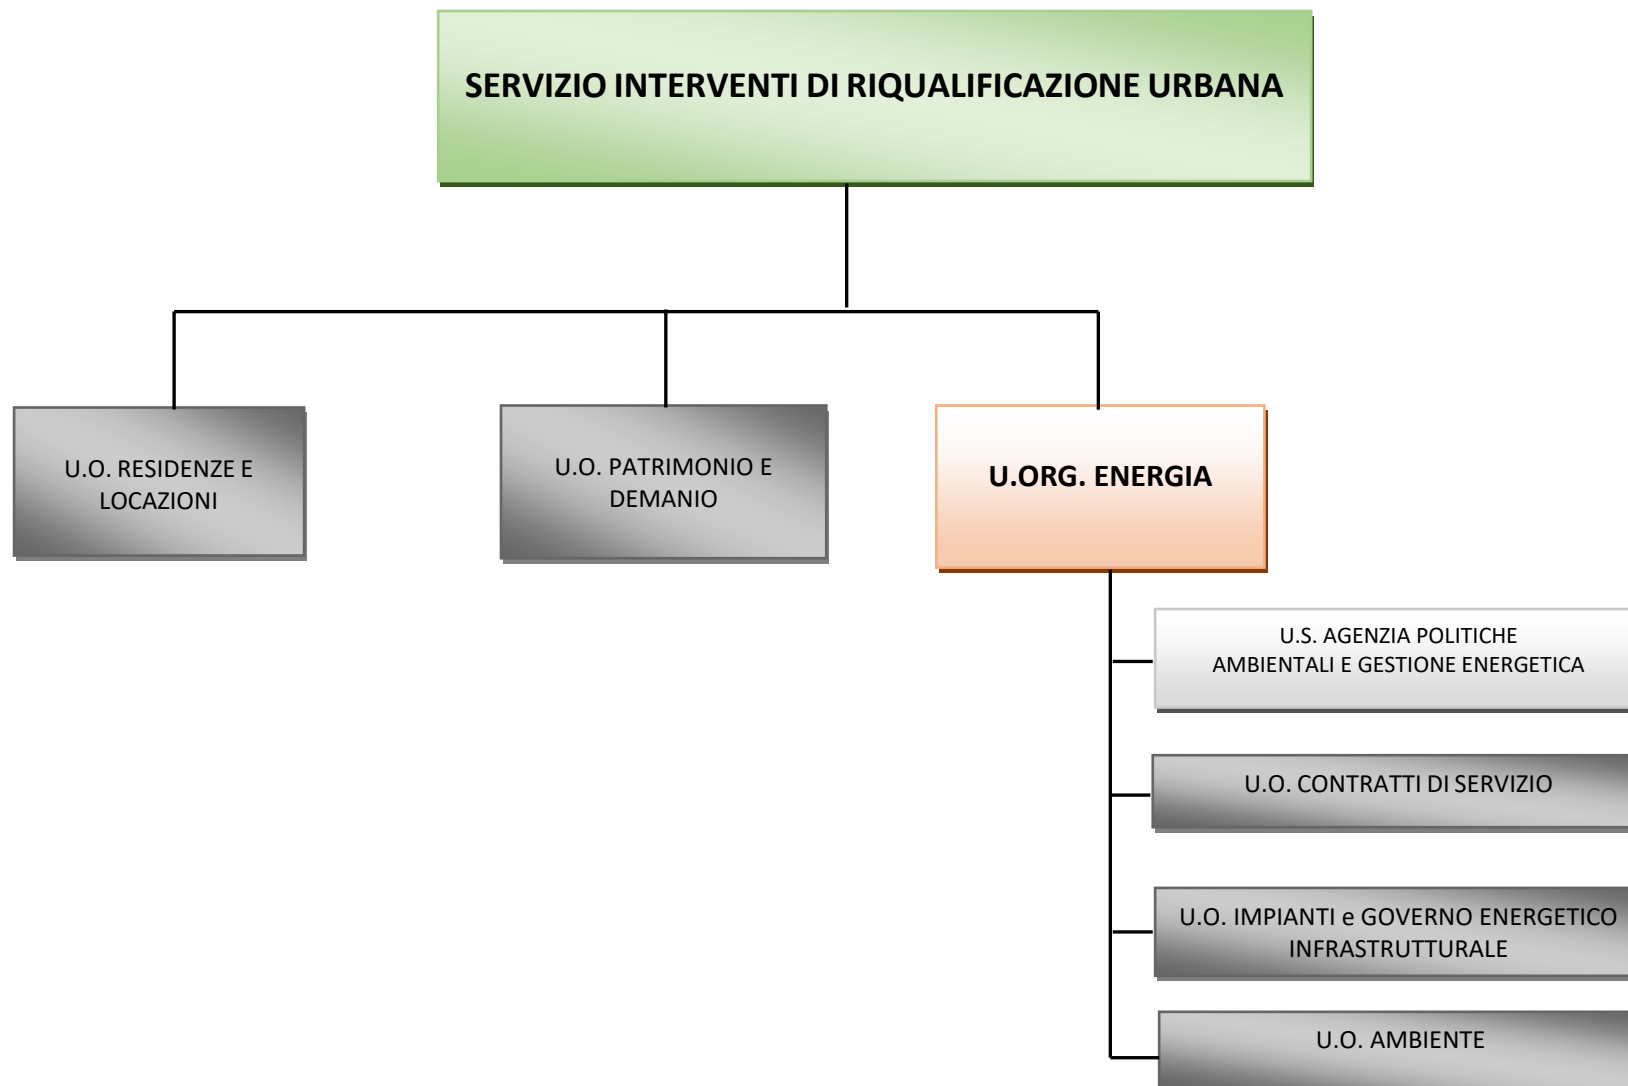 SERVIZIO INTERVENTI DI RIQUALIFICAZIONE URBANA
U.O. RESIDENZE E
LOCAZIONI
U.O. PATRIMONIO E
DEMANIO
U.ORG. ENERGIA
U.S. AGENZIA POLITICHE
AMBIENTALI E GESTIONE ENERGETICA
U.O. CONTRATTI DI SERVIZIO
U.O. IMPIANTI e GOVERNO ENERGETICO
INFRASTRUTTURALE
U.O. AMBIENTE